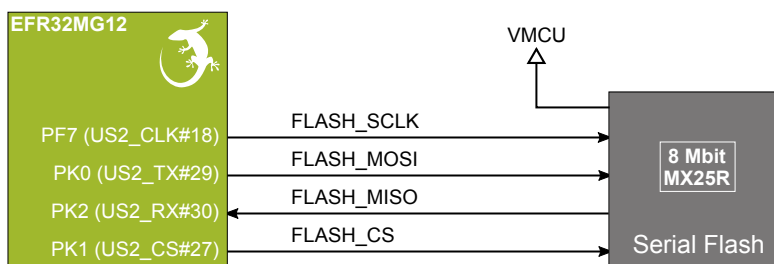 EFR32MG12
VMCU
PF7 (US2_CLK#18)
FLASH_SCLK
PK0 (US2_TX#29)
FLASH_MOSI
PK2 (US2_RX#30)
FLASH_MISO
PK1 (US2_CS#27)
FLASH_CS
8 Mbit
MX25R
Serial Flash